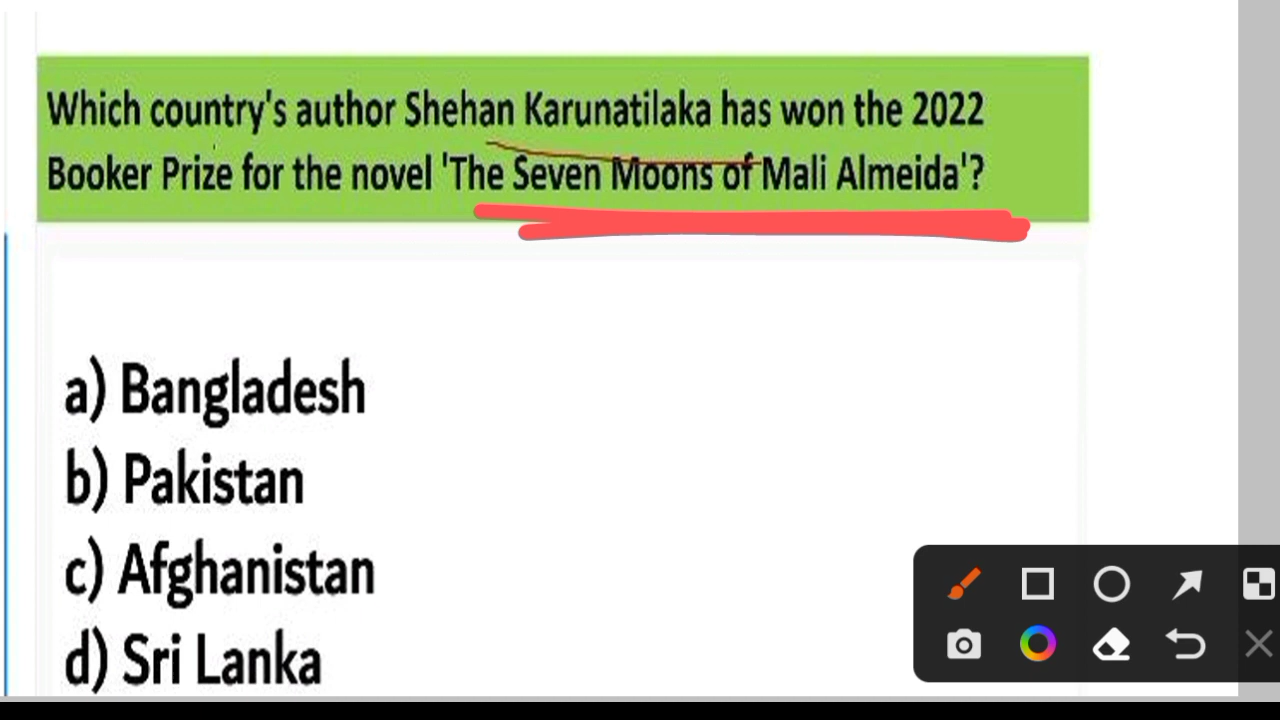 Which country's author Shehan Karunatilaka has won the 2022
Booker Prize for the novel 'The Seven Moons of Mali Almeida'?
a) Bangladesh
b) Pakistan
c) Afghanistan
d) Sri Lanka